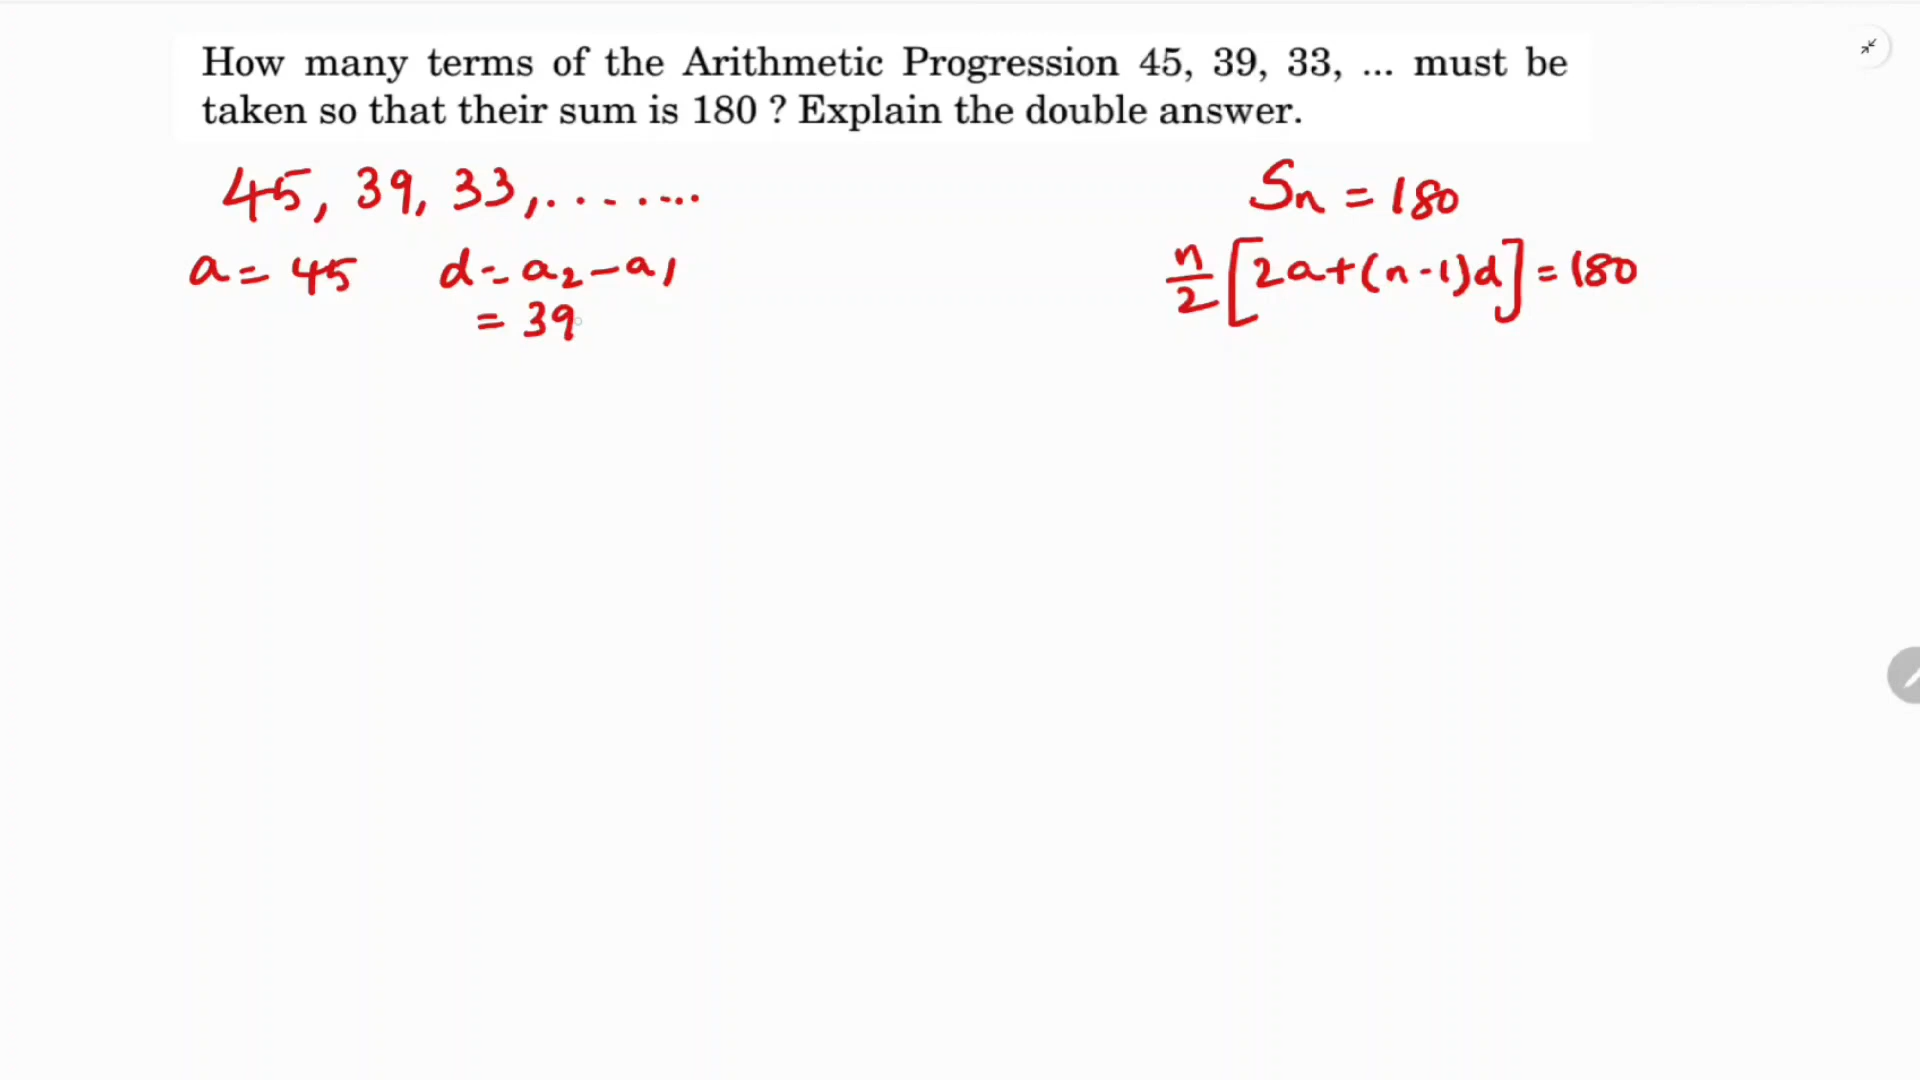 How many terms of the Arithmetic Progression 45, 39, 33, ... must be
taken so that their sum is 180 ? Explain the double answer.
45, 39, 33, .......
a = 45 d = a₂ - a₁
= 39
Sn = 180
n/2 [2a+(n-1)d] = 180